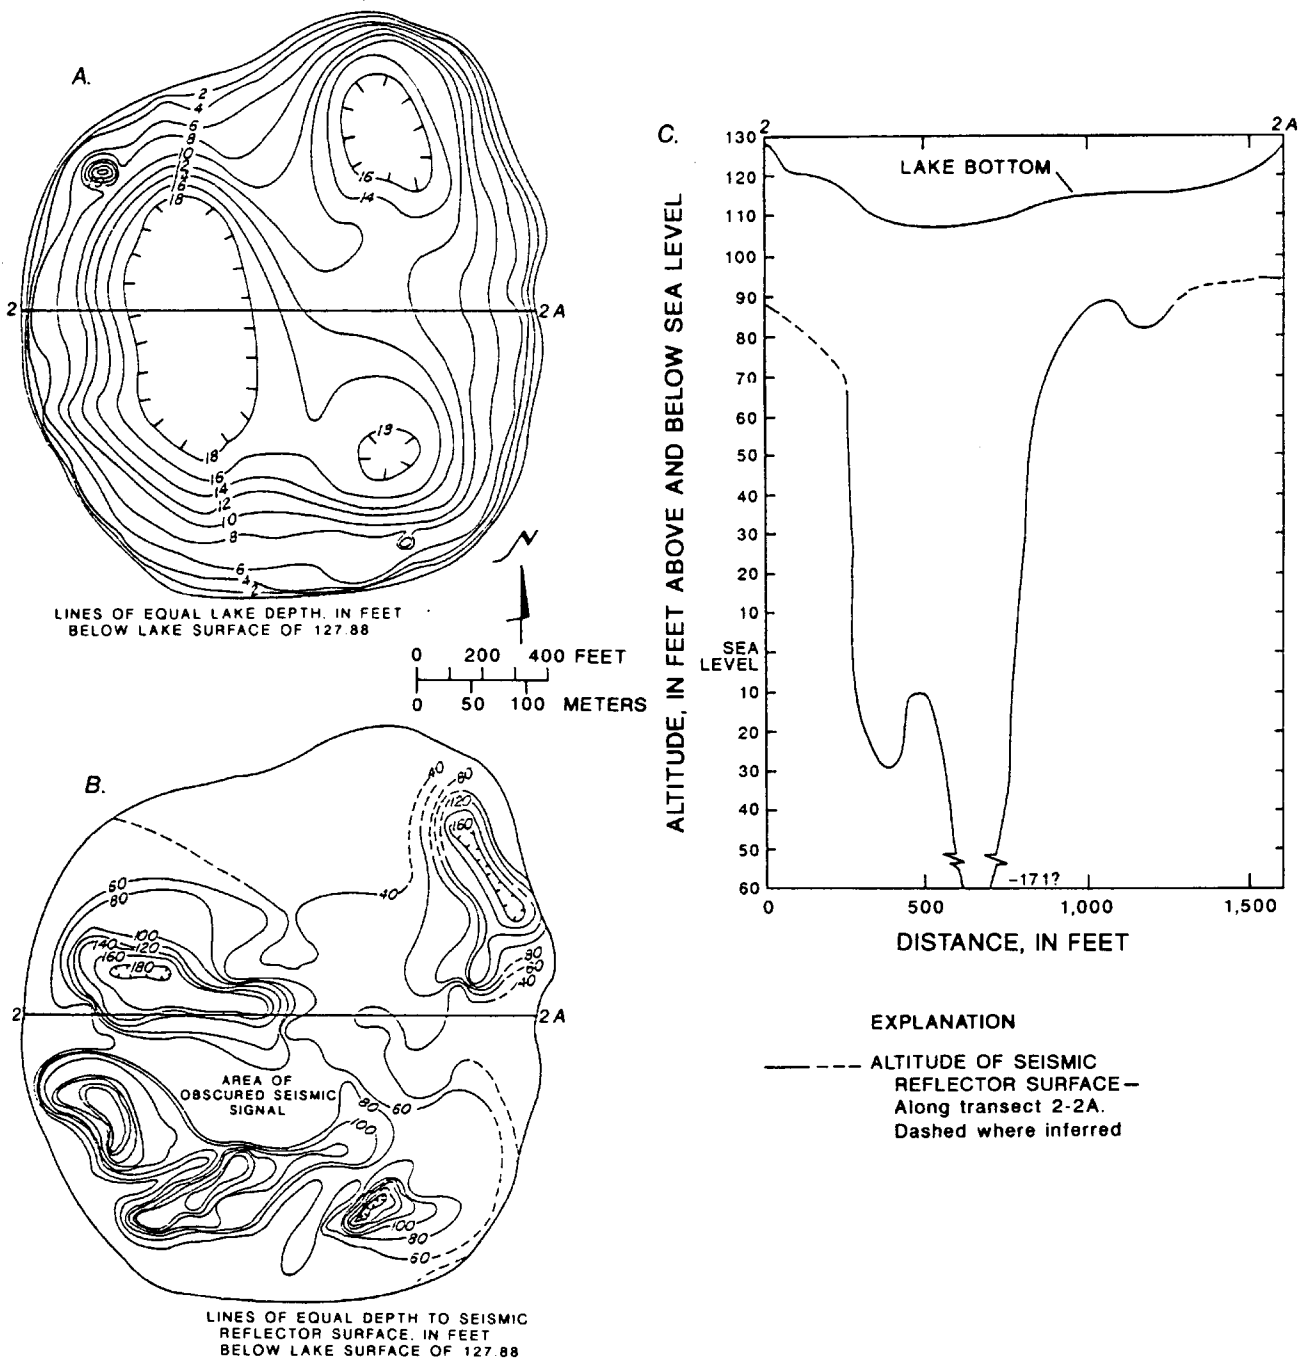 A.
2
4
6
8
10
18
16
14
2
2 A
13
18
16
14
12
10
8
6
4
2
N
LINES OF EQUAL LAKE DEPTH, IN FEET
BELOW LAKE SURFACE OF 127.88
0 200 400 FEET
0 50 100 METERS
B.
40
80
120
160
60
80
40
100
140 120
160
180
80
60
40
2
2 A
AREA OF
OBSCURED SEISMIC
SIGNAL
80
60
100
100
80
60
LINES OF EQUAL DEPTH TO SEISMIC
REFLECTOR SURFACE, IN FEET
BELOW LAKE SURFACE OF 127.88
C.
2
2 A
ALTITUDE, IN FEET ABOVE AND BELOW SEA LEVEL
130
120
110
100
90
80
70
60
50
40
30
20
10
SEA
LEVEL
10
20
30
40
50
60
LAKE BOTTOM
-171?
0 500 1,000 1,500
DISTANCE, IN FEET
EXPLANATION
ALTITUDE OF SEISMIC
REFLECTOR SURFACE—
Along transect 2-2A.
Dashed where inferred